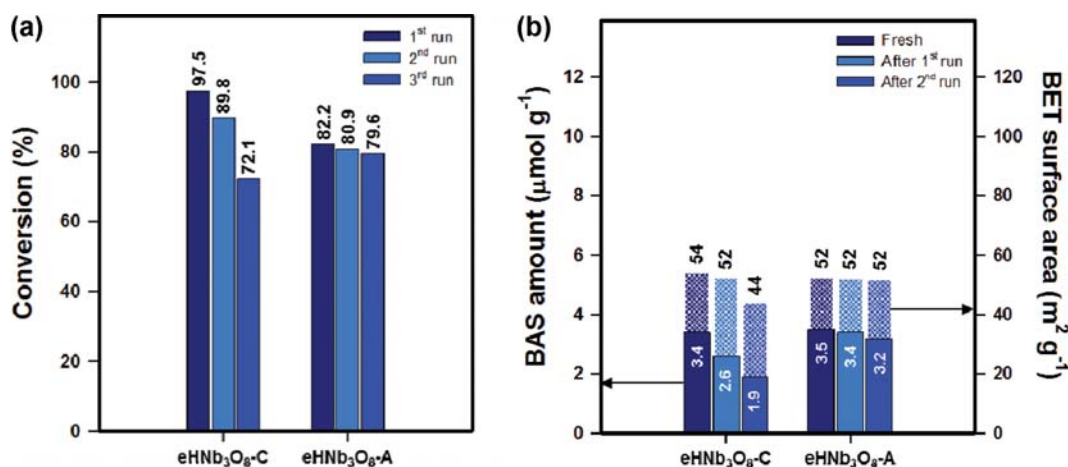 (a)
1st run
2nd run
3rd run
97.5
89.8
72.1
82.2
80.9
79.6
100
80
60
40
20
0
Conversion (%)
eHNb₃O₈-C
eHNb₃O₈-A
(b)
Fresh
After 1st run
After 2nd run
12
10
8
6
4
2
0
BAS amount (μmol g⁻¹)
54
52
44
52
52
52
3.4
2.6
1.9
3.5
3.4
3.2
120
100
80
60
40
20
0
BET surface area (m² g⁻¹)
eHNb₃O₈-C
eHNb₃O₈-A